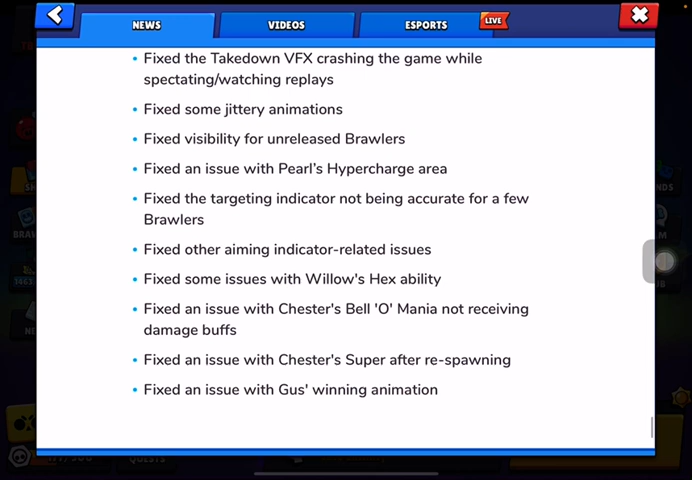 NEWS
VIDEOS
ESPORTS
LIVE
• Fixed the Takedown VFX crashing the game while
spectating/watching replays
• Fixed some jittery animations
• Fixed visibility for unreleased Brawlers
• Fixed an issue with Pearl's Hypercharge area
• Fixed the targeting indicator not being accurate for a few
Brawlers
• Fixed other aiming indicator-related issues
• Fixed some issues with Willow's Hex ability
• Fixed an issue with Chester's Bell 'O' Mania not receiving
damage buffs
• Fixed an issue with Chester's Super after re-spawning
• Fixed an issue with Gus' winning animation
QUESTS